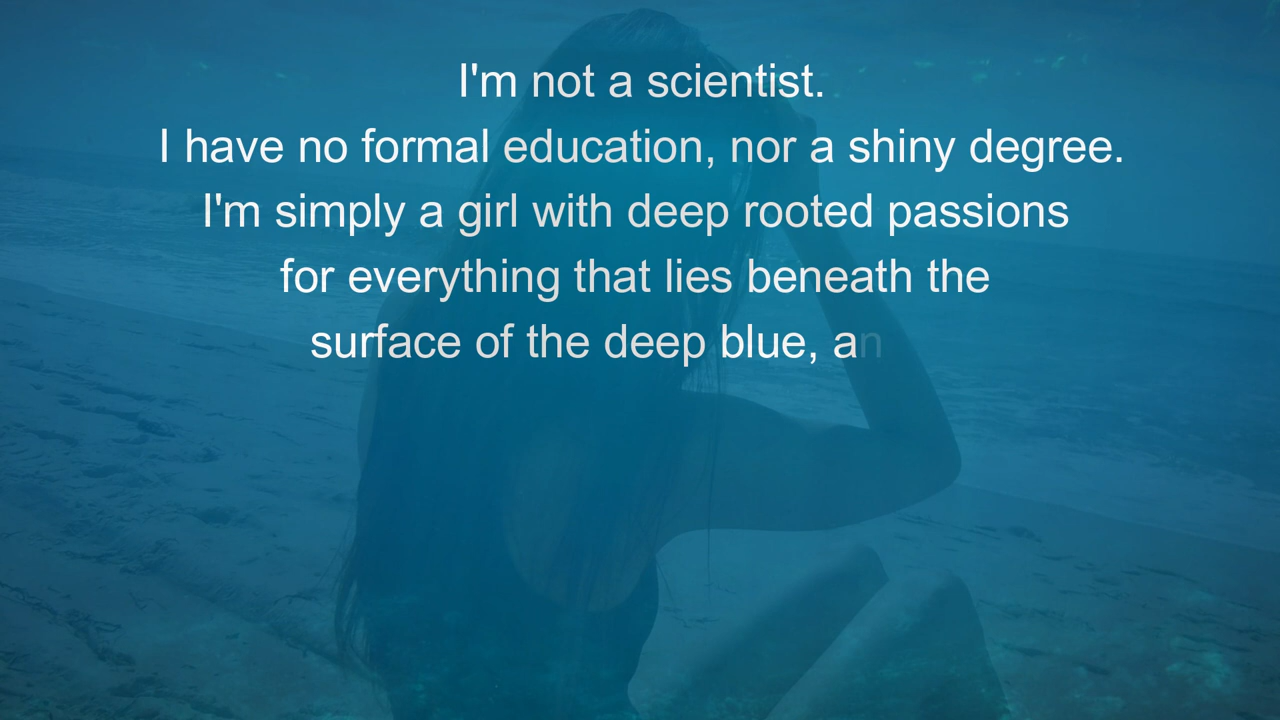 I'm not a scientist.
I have no formal education, nor a shiny degree.
I'm simply a girl with deep rooted passions
for everything that lies beneath the
surface of the deep blue, an